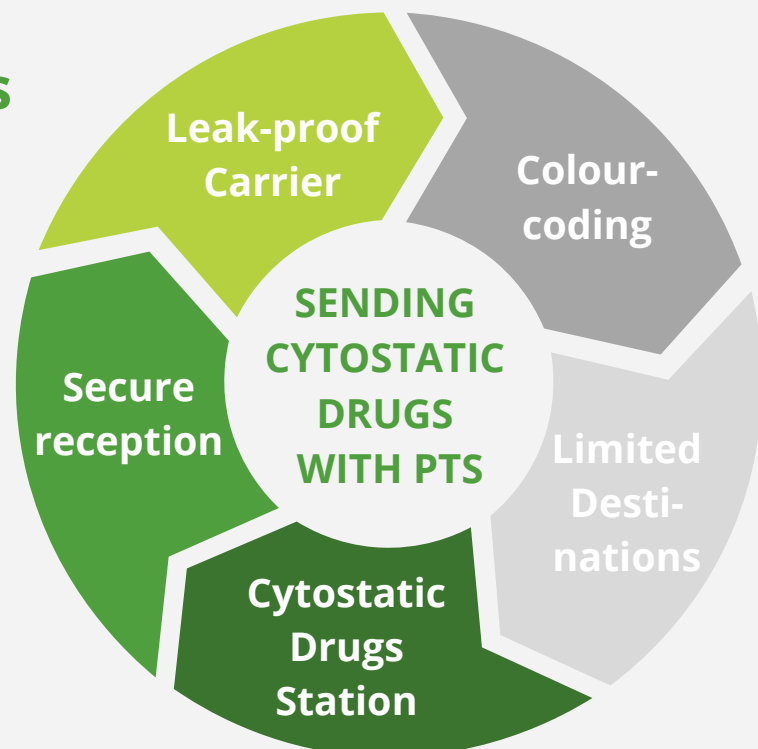 s
Leak-proof
Carrier
Colour-
coding
SENDING
CYTOSTATIC
DRUGS
WITH PTS
Secure
reception
Limited
Desti-
nations
Cytostatic
Drugs
Station